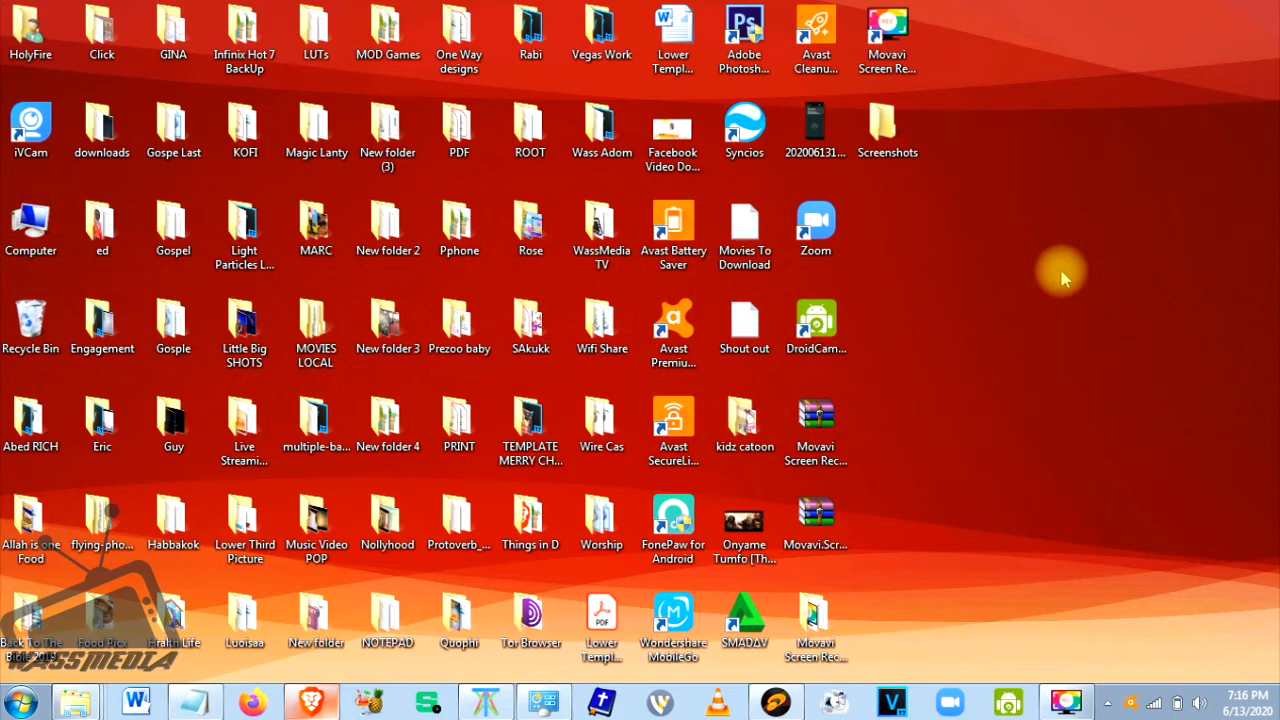 HolyFire
Click
GINA
Infinix Hot 7
BackUp
LUTs
MOD Games
One Way
designs
Rabi
Vegas Work
Lower
Templ...
Ps
Adobe
Photosh...
Avast
Cleanu...
REC
Movavi
Screen Re...
iVCam
downloads
Gospe Last
KOFI
Magic Lanty
New folder
(3)
PDF
ROOT
Wass Adom
Facebook
Video Do...
Syncios
202006131...
Screenshots
Computer
ed
Gospel
Light
Particles L...
MARC
New folder 2
Pphone
Rose
WassMedia
TV
Avast Battery
Saver
Movies To
Download
Zoom
Recycle Bin
Engagement
Gosple
Little Big
SHOTS
MOVIES
LOCAL
New folder 3
Prezoo baby
SAkukk
Wifi Share
Avast
Premiu...
Shout out
DroidCam...
Abed RICH
Eric
Guy
Live
Streami...
multiple-ba...
New folder 4
PRINT
TEMPLATE
MERRY CH...
Wire Cas
Avast
SecureLi...
kidz catoon
Movavi
Screen Rec...
Allah is one
Food
flying-pho...
Habbakok
Lower Third
Picture
Music Video
POP
Nollyhood
Protoverb_...
Things in D
Worship
FonePaw for
Android
Onyame
Tumfo [Th...
Movavi.Scr...
Back To The
Bible 2019
Food Picx
Hralth Life
Luoisaa
New folder
NOTEPAD
Quophi
Tor Browser
PDF
Lower
Templ...
Wondershare
MobileGo
SMADAV
Movavi
Screen Rec...
WASSMEDIA
7:16 PM
6/13/2020